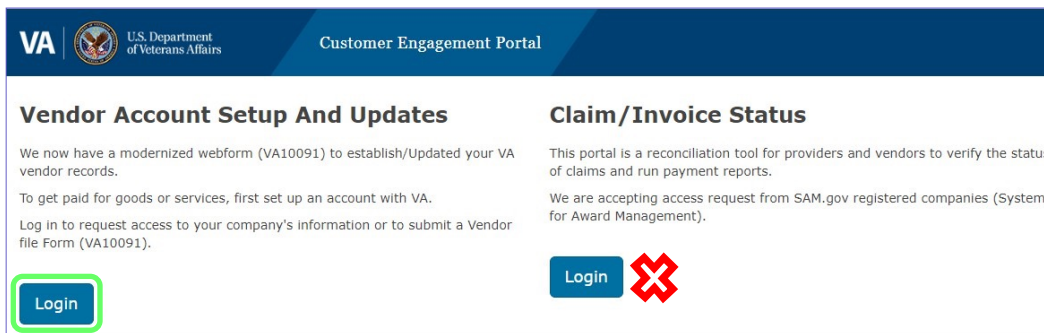 VA
U.S. Department
of Veterans Affairs
Customer Engagement Portal
Vendor Account Setup And Updates
We now have a modernized webform (VA10091) to establish/Updated your VA
vendor records.
To get paid for goods or services, first set up an account with VA.
Log in to request access to your company's information or to submit a Vendor
file Form (VA10091).
Login
Claim/Invoice Status
This portal is a reconciliation tool for providers and vendors to verify the status
of claims and run payment reports.
We are accepting access request from SAM.gov registered companies (System
for Award Management).
Login